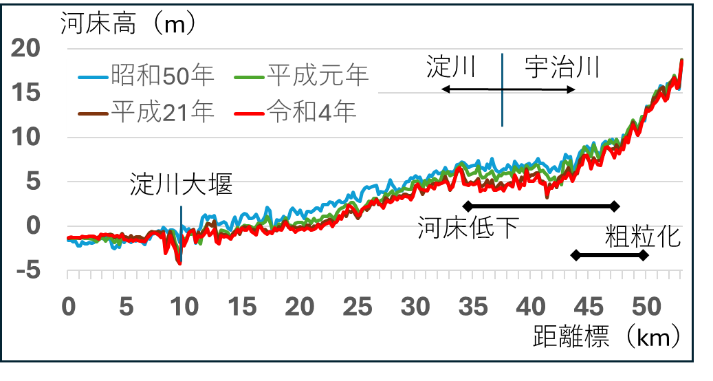 河床高（m）
20
15
10
5
0
-5
昭和50年 平成元年
平成21年 令和4年
淀川 宇治川
淀川大堰
河床低下
粗粒化
0 5 10 15 20 25 30 35 40 45 50
距離標（km）